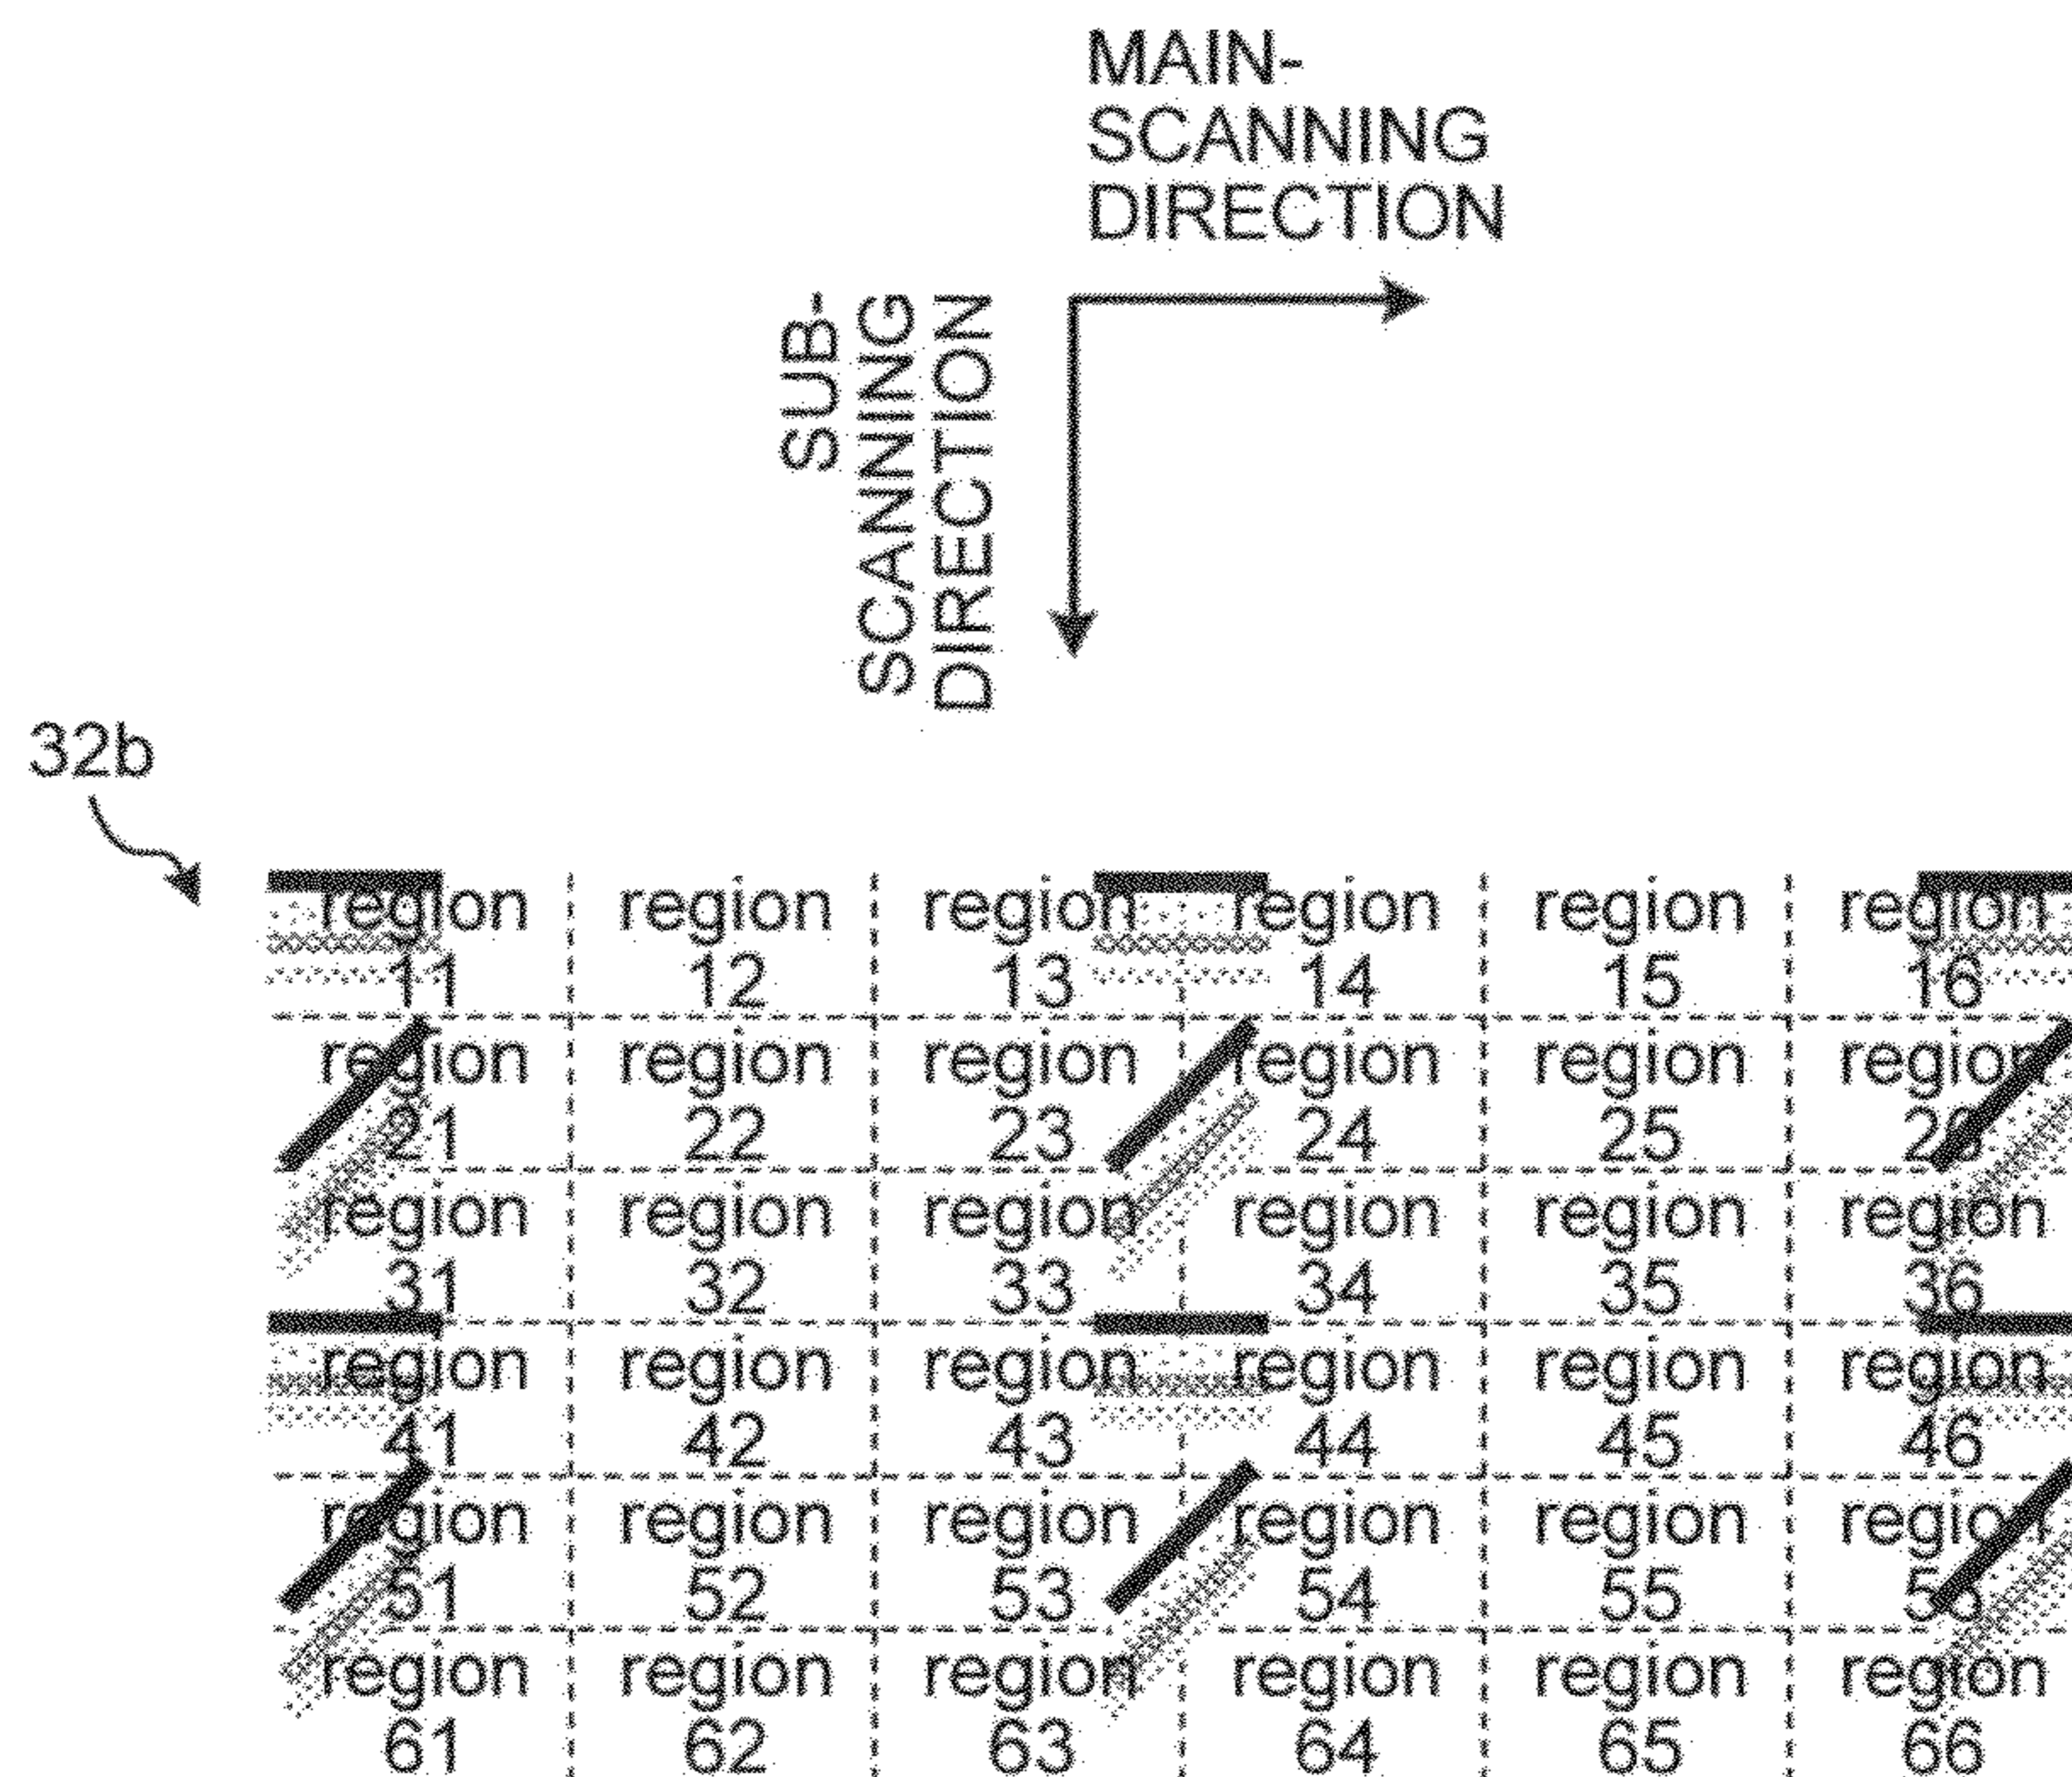 MAIN-
SCANNING
DIRECTION
SUB-
SCANNING
DIRECTION
32b
region region region region region region
11 12 13 14 15 16
region region region region region region
21 22 23 24 25 26
region region region region region region
31 32 33 34 35 36
region region region region region region
41 42 43 44 45 46
region region region region region region
51 52 53 54 55 56
region region region region region region
61 62 63 64 65 66